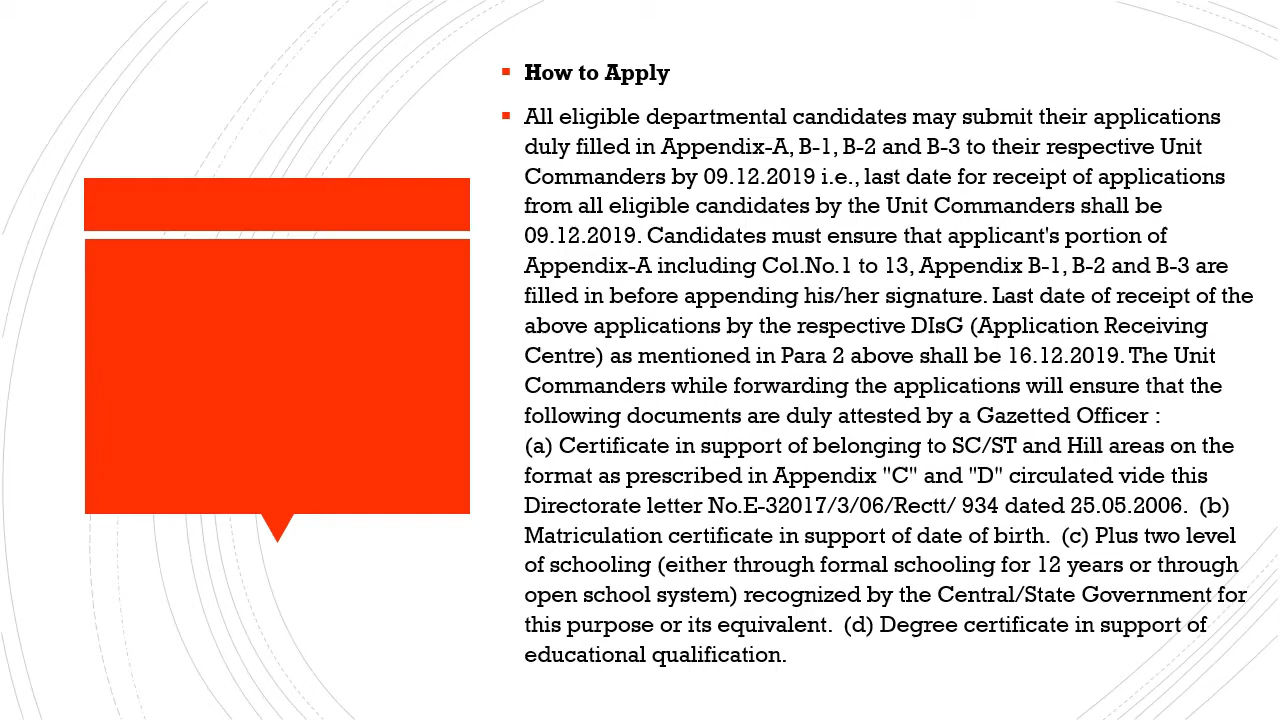 How to Apply
All eligible departmental candidates may submit their applications
duly filled in Appendix-A, B-1, B-2 and B-3 to their respective Unit
Commanders by 09.12.2019 i.e., last date for receipt of applications
from all eligible candidates by the Unit Commanders shall be
09.12.2019. Candidates must ensure that applicant's portion of
Appendix-A including Col.No.1 to 13, Appendix B-1, B-2 and B-3 are
filled in before appending his/her signature. Last date of receipt of the
above applications by the respective DIsG (Application Receiving
Centre) as mentioned in Para 2 above shall be 16.12.2019. The Unit
Commanders while forwarding the applications will ensure that the
following documents are duly attested by a Gazetted Officer :
(a) Certificate in support of belonging to SC/ST and Hill areas on the
format as prescribed in Appendix "C" and "D" circulated vide this
Directorate letter No.E-32017/3/06/Rectt/ 934 dated 25.05.2006.  (b)
Matriculation certificate in support of date of birth.  (c) Plus two level
of schooling (either through formal schooling for 12 years or through
open school system) recognized by the Central/State Government for
this purpose or its equivalent.  (d) Degree certificate in support of
educational qualification.